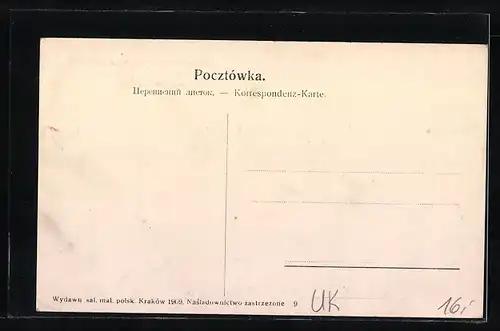 Pocztówka.
Переписний листок. — Korrespondenz-Karte.
Wydawn sal. mal. polsk. Kraków 1909. Naśladownictwo zastrzeżone 9
UK
16,